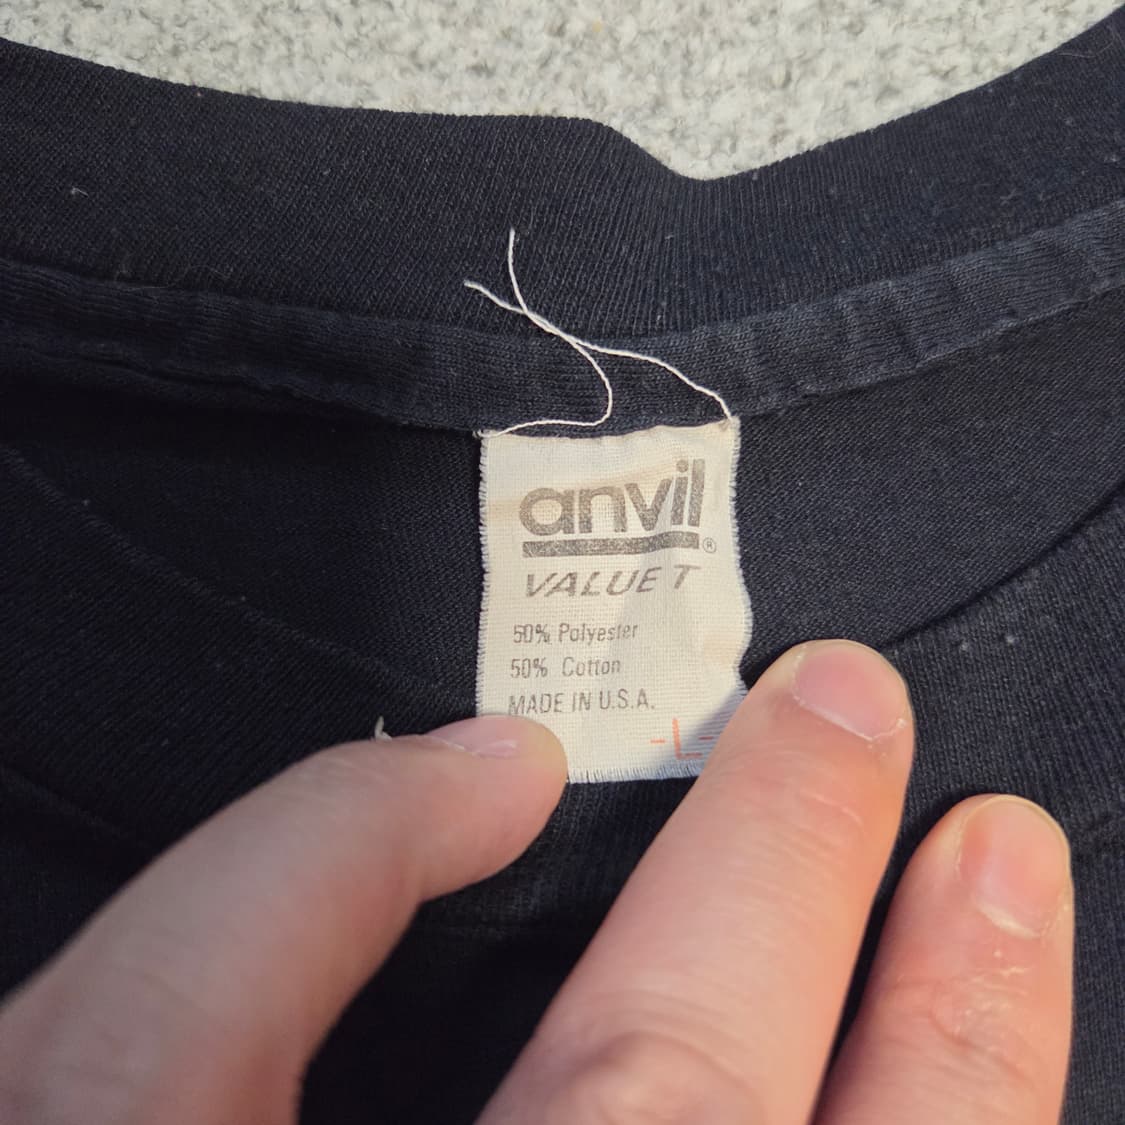 anvil®
VALUE T
50% Polyester
50% Cotton
MADE IN U.S.A.
-L-